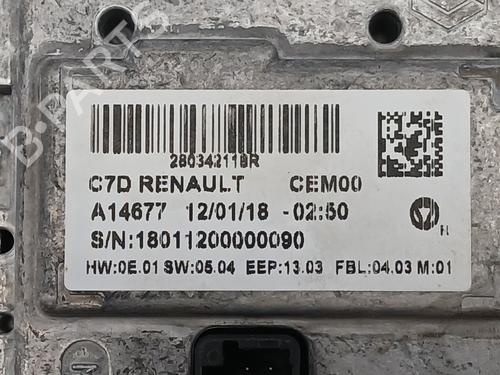 B-PARTS
280342119R
C7D RENAULT CEM00
A14677 12/01/18 -02:50
S/N:18011200000090
HW:0E.01 SW:05.04 EEP:13.03 FBL:04.03 M:01